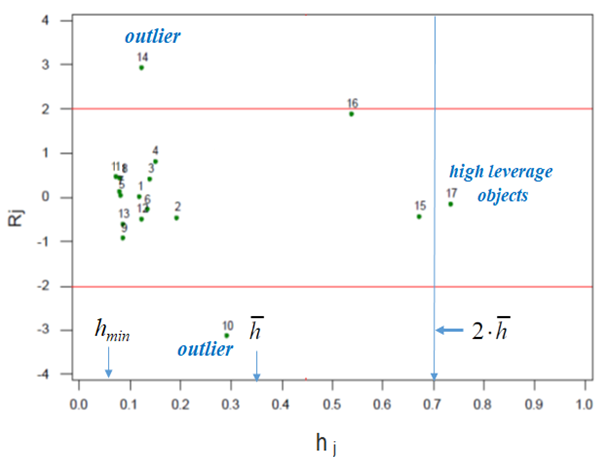 4
outlier
14
3
16
2
4
11 8 3
1
5 1
0
6
12
13 2 15 17
9
high leverage
objects
Rj
-1
-2
10
-3
outlier
h min
h̅
2·h̅
-4
0.0 0.1 0.2 0.3 0.4 0.5 0.6 0.7 0.8 0.9 1.0
h j